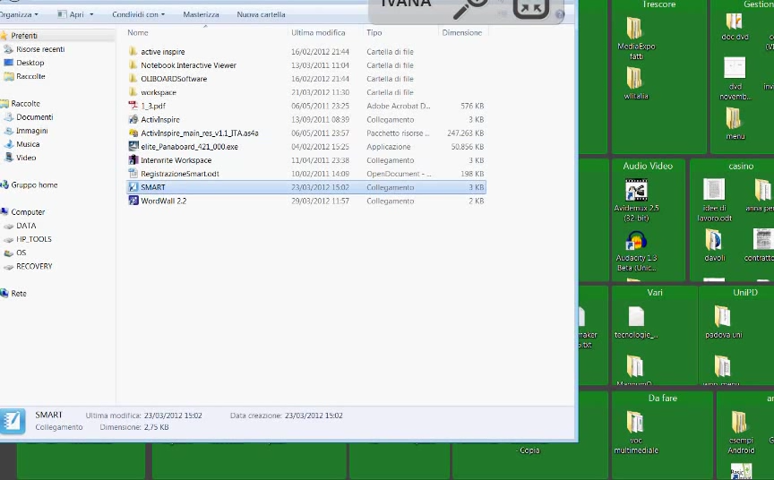 IVANA
Organizza Apri Condividi con Masterizza Nuova cartella
Nome Ultima modifica Tipo Dimensione
Preferiti
Risorse recenti
Desktop
Raccolte
Raccolte
Documenti
Immagini
Musica
Video
Gruppo home
Computer
DATA
HP_TOOLS
OS
RECOVERY
Rete
active inspire 16/02/2012 21:44 Cartella di file
Notebook Interactive Viewer 13/03/2011 11:04 Cartella di file
OLIBOARDSoftware 16/02/2012 21:44 Cartella di file
workspace 21/03/2012 11:30 Cartella di file
1_3.pdf 06/05/2011 23:25 Adobe Acrobat D... 576 KB
ActivInspire 13/09/2011 08:39 Collegamento 3 KB
ActivInspire_main_res_v1.1_ITA.as4a 06/05/2011 23:57 Pacchetto risorse ... 247.263 KB
elite_Panaboard_421_000.exe 04/02/2012 15:25 Applicazione 50.856 KB
Interwrite Workspace 11/04/2011 23:38 Collegamento 3 KB
RegistrazioneSmart.odt 10/02/2011 14:09 OpenDocument - ... 198 KB
SMART 23/03/2012 15:02 Collegamento 3 KB
WordWall 2.2 29/03/2012 11:57 Collegamento 2 KB
SMART Ultima modifica: 23/03/2012 15:02 Data creazione: 23/03/2012 15:02
Collegamento Dimensione: 2,75 KB
Trescore
MediaExpo
fatti
wiitalia
Gestion
doc dvd
dvd
novemb...
menu
Audio Video
Avidemux 2.5
(32-bit)
Audacity 1.3
Beta (Unic...
casino
idee di
lavoro.odt
anna pe
davoli
contratto
Vari
tecnologie_...
UniPD
padova.uni
Da fare
voc
multimediale
esempi
Android
Copia